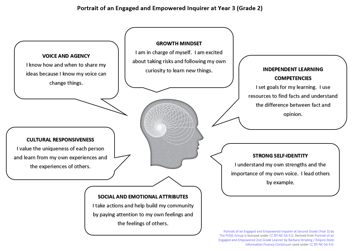 Portrait of an Engaged and Empowered Inquirer at Year 3 (Grade 2)
VOICE AND AGENCY
I know how and when to share my
ideas because I know my voice can
change things.
GROWTH MINDSET
I am in charge of myself. I am excited
about taking risks and following my own
curiosity to learn new things.
INDEPENDENT LEARNING
COMPETENCIES
I set goals for my learning. I use
resources to find facts and understand
the difference between fact and
opinion.
CULTURAL RESPONSIVENESS
I value the uniqueness of each person
and learn from my own experiences and
the experiences of others.
STRONG SELF-IDENTITY
I understand my own strengths and the
importance of my own voice. I lead others
by example.
SOCIAL AND EMOTIONAL ATTRIBUTES
I take actions and help build my community
by paying attention to my own feelings and
the feelings of others.